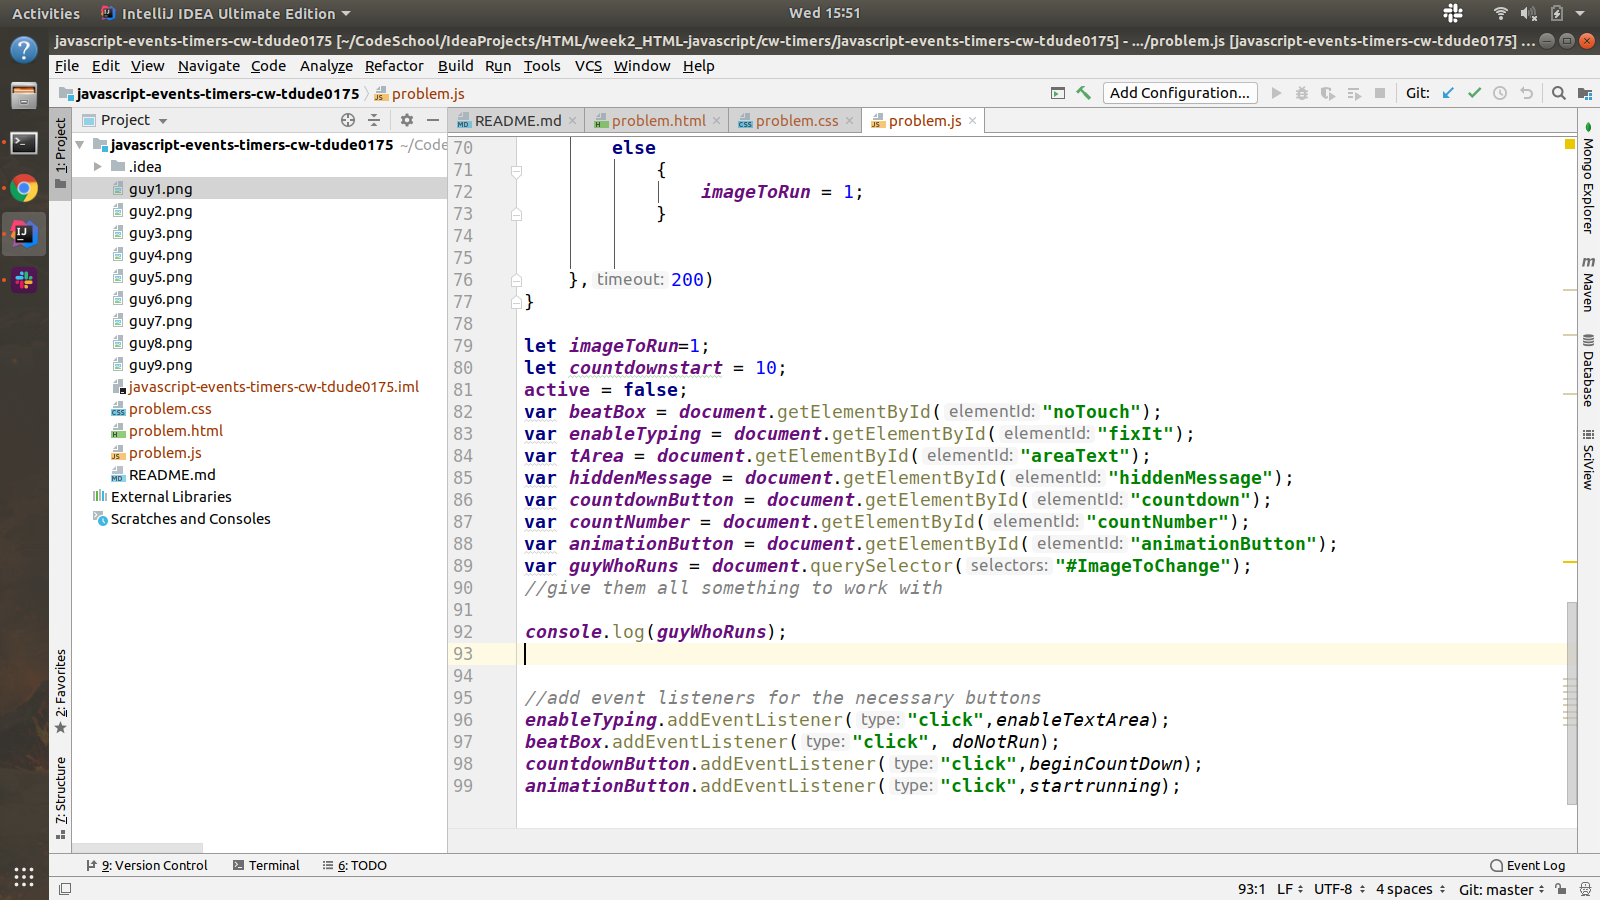 Activities IntelliJ IDEA Ultimate Edition Wed 15:51
javascript-events-timers-cw-tdude0175 [~/CodeSchool/IdeaProjects/HTML/week2_HTML-javascript/cw-timers/javascript-events-timers-cw-tdude0175] - .../problem.js [javascript-events-timers-cw-tdude0175] ...
File Edit View Navigate Code Analyze Refactor Build Run Tools VCS Window Help
javascript-events-timers-cw-tdude0175 problem.js Add Configuration... Git:
Project README.md problem.html problem.css problem.js
1: Project
2: Favorites
7: Structure
javascript-events-timers-cw-tdude0175 ~/Code
.idea
guy1.png
guy2.png
guy3.png
guy4.png
guy5.png
guy6.png
guy7.png
guy8.png
guy9.png
javascript-events-timers-cw-tdude0175.iml
problem.css
problem.html
problem.js
README.md
External Libraries
Scratches and Consoles
70 else
71 {
72 imageToRun = 1;
73 }
74
75
76 }, timeout: 200)
77 }
78
79 let imageToRun=1;
80 let countdownstart = 10;
81 active = false;
82 var beatBox = document.getElementById( elementId: "noTouch");
83 var enableTyping = document.getElementById( elementId: "fixIt");
84 var tArea = document.getElementById( elementId: "areaText");
85 var hiddenMessage = document.getElementById( elementId: "hiddenMessage");
86 var countdownButton = document.getElementById( elementId: "countdown");
87 var countNumber = document.getElementById( elementId: "countNumber");
88 var animationButton = document.getElementById( elementId: "animationButton");
89 var guyWhoRuns = document.querySelector( selectors: "#ImageToChange");
90 //give them all something to work with
91
92 console.log(guyWhoRuns);
93
94
95 //add event listeners for the necessary buttons
96 enableTyping.addEventListener( type: "click",enableTextArea);
97 beatBox.addEventListener( type: "click", doNotRun);
98 countdownButton.addEventListener( type: "click",beginCountDown);
99 animationButton.addEventListener( type: "click",startrunning);
Mongo Explorer
Maven
Database
SciView
9: Version Control Terminal 6: TODO Event Log
93:1 LF UTF-8 4 spaces Git: master